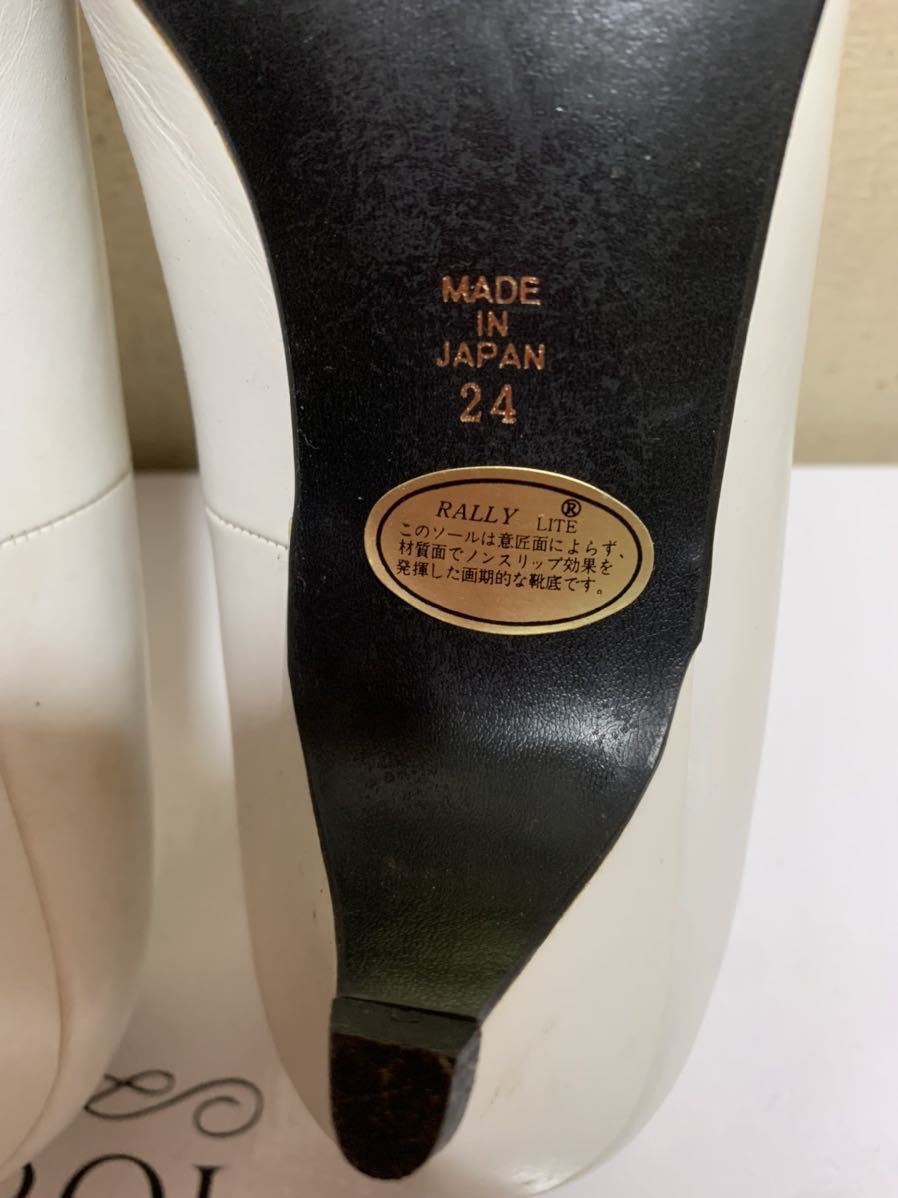 MADE
IN
JAPAN
24
RALLY LITE ®
このソールは意匠面によらず、
材質面でノンスリップ効果を
発揮した画期的な靴底です。